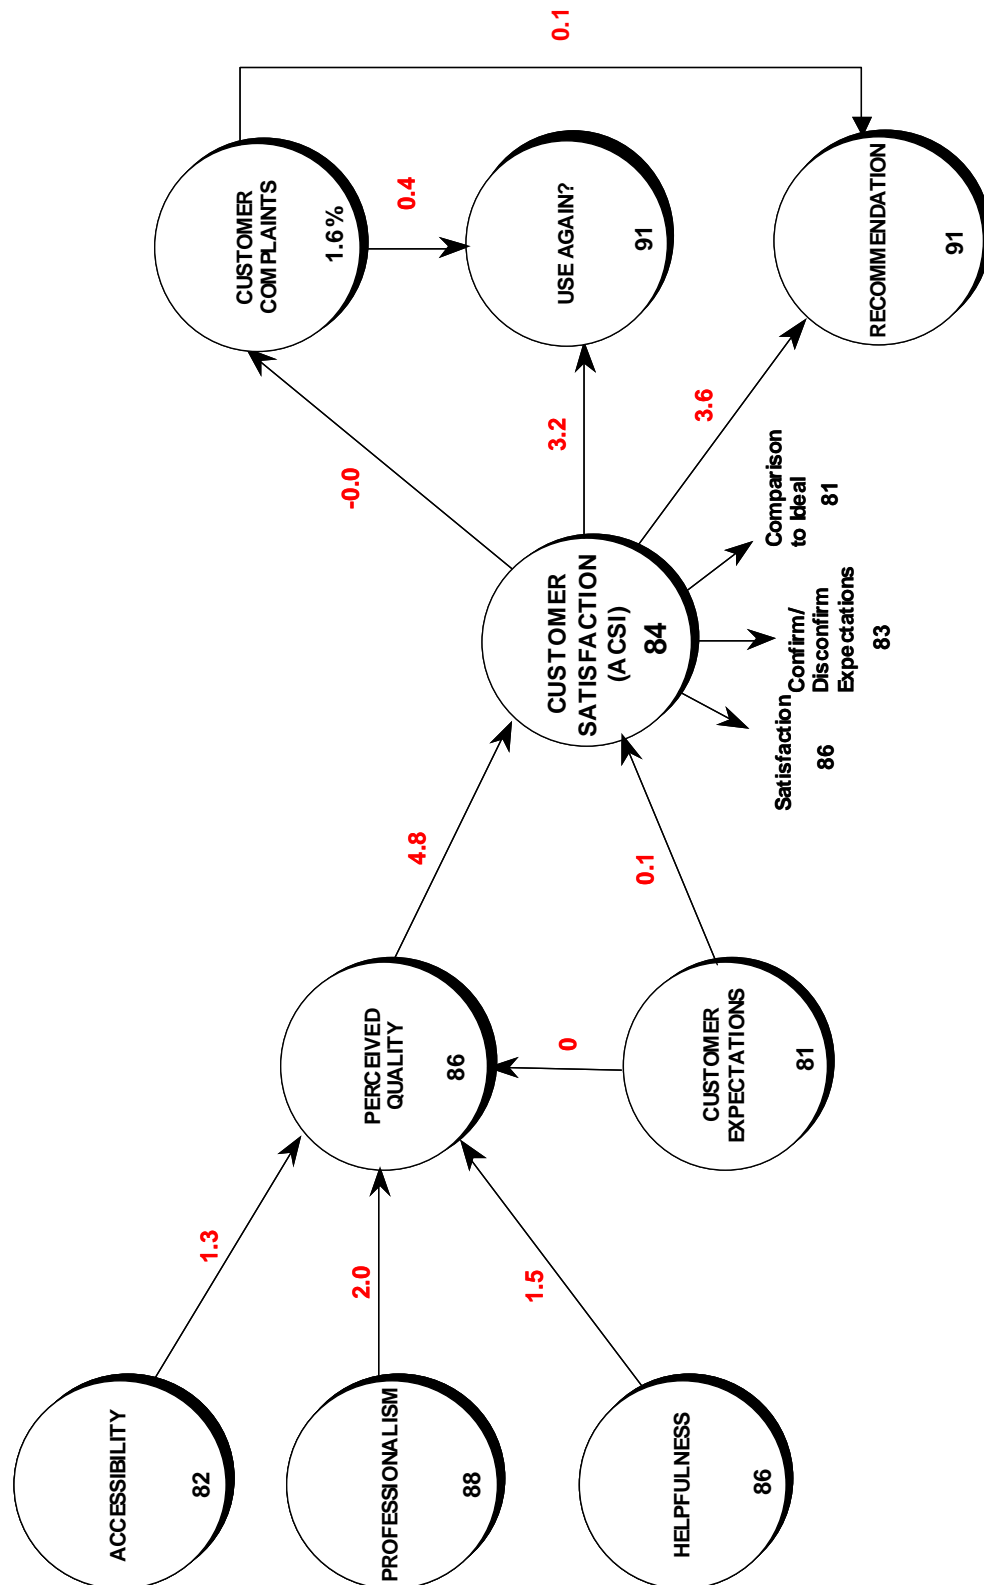 ACCESSIBILITY
82
PROFESSIONALISM
88
HELPFULNESS
86
1.3
2.0
1.5
PERCEIVED
QUALITY
86
0
CUSTOMER
EXPECTATIONS
81
4.8
0.1
CUSTOMER
SATISFACTION
(ACSI)
84
Satisfaction
86
Confirm/
Disconfirm
Expectations
83
Comparison
to Ideal
81
-0.0
3.2
3.6
CUSTOMER
COMPLAINTS
1.6%
0.4
USE AGAIN?
91
RECOMMENDATION
91
0.1